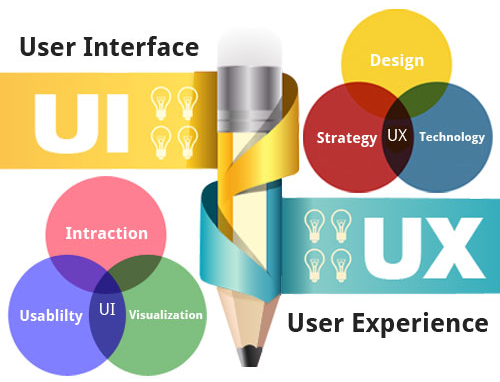 User Interface
UI
Design
Strategy
UX
Technology
Intraction
Usablilty
UI
Visualization
UX
User Experience